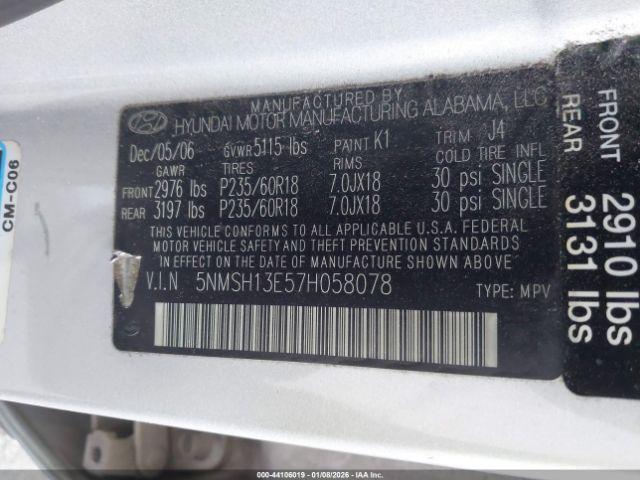 MANUFACTURED BY
HYUNDAI MOTOR MANUFACTURING ALABAMA, LLC
Dec/05/06 GVWR 5115 lbs PAINT K1 TRIM J4
GAWR TIRES RIMS COLD TIRE INFL
FRONT 2976 lbs P235/60R18 7.0JX18 30 psi SINGLE
REAR 3197 lbs P235/60R18 7.0JX18 30 psi SINGLE
THIS VEHICLE CONFORMS TO ALL APPLICABLE U.S.A. FEDERAL
MOTOR VEHICLE SAFETY AND THEFT PREVENTION STANDARDS
IN EFFECT ON THE DATE OF MANUFACTURE SHOWN ABOVE
V.I.N 5NMSH13E57H058078 TYPE: MPV
CM-C06
FRONT 2910 lbs
REAR 3131 lbs
000-44106019 - 01/08/2026 - IAAI.COM